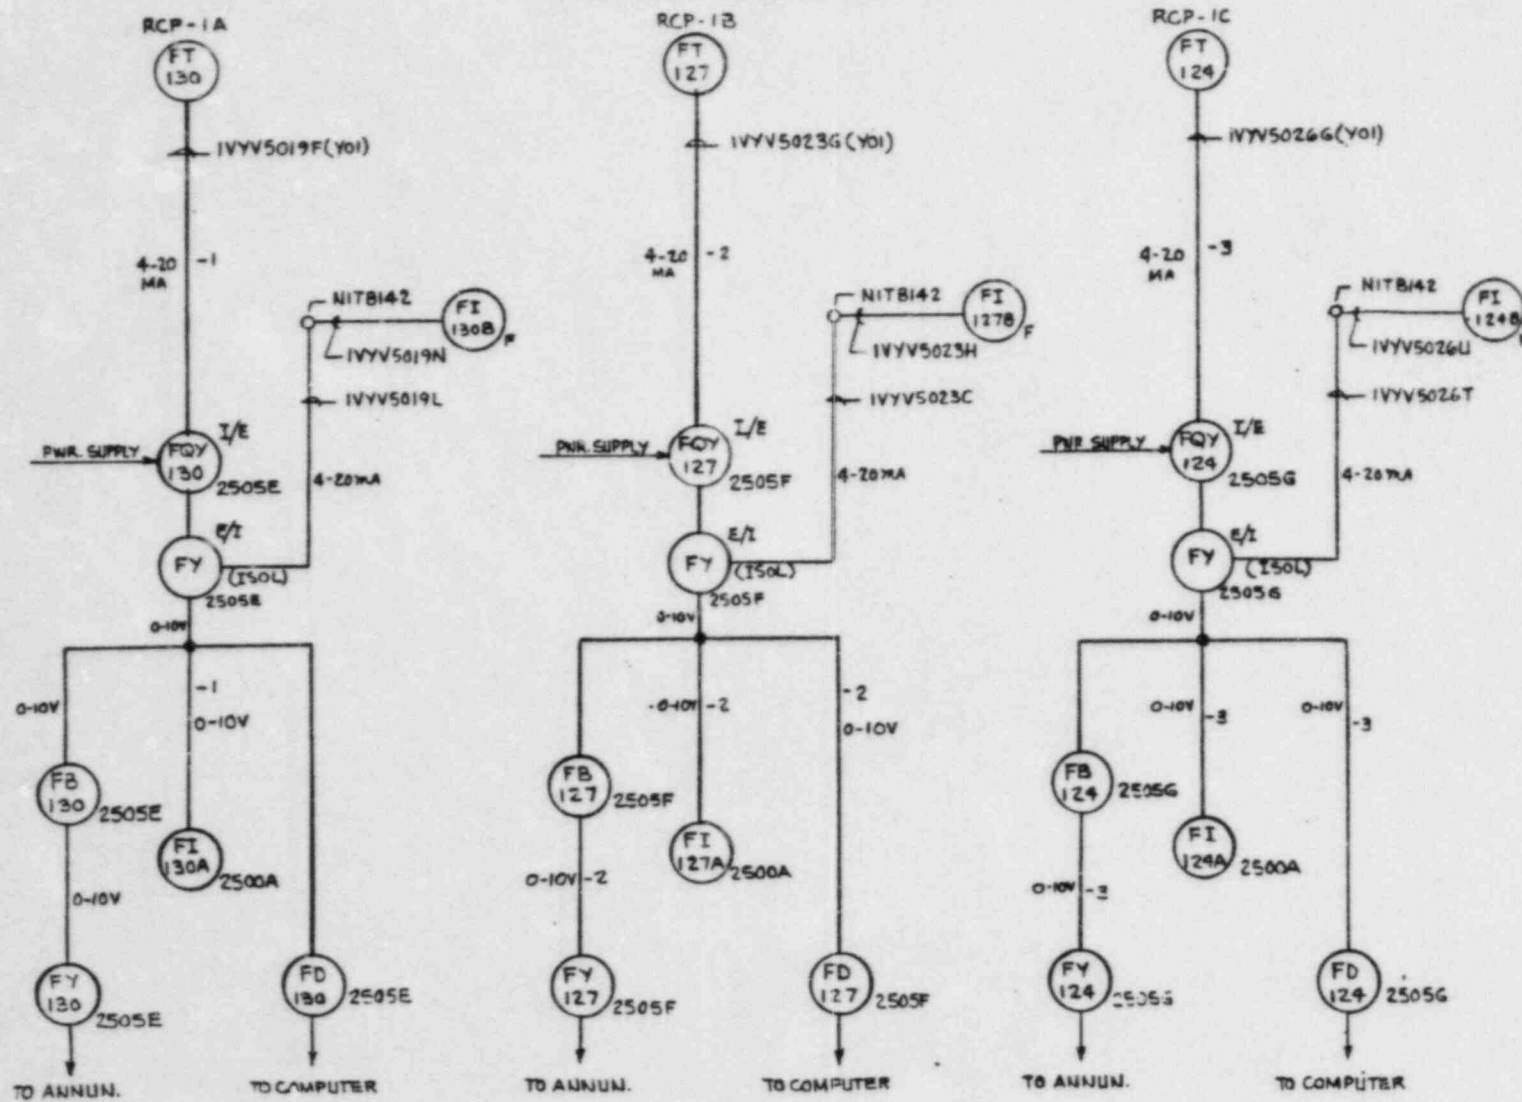 RCP-1A
FT
130
1VYV5019F(Y01)
4-20
MA
-1
N1TB142
FI
130B
F
1VYV5019N
1VYV5019L
PWR. SUPPLY
FQY
130
I/E
2505E
4-20MA
E/I
FY
(ISOL)
2505E
0-10V
0-10V
-1
0-10V
FB
130
2505E
FI
130A
2500A
0-10V
FY
130
2505E
FD
130
2505E
TO ANNUN.
TO COMPUTER
RCP-1B
FT
127
1VYV5023G(Y01)
4-20
MA
-2
N1TB142
FI
127B
F
1VYV5023H
1VYV5023C
PWR. SUPPLY
FQY
127
I/E
2505F
4-20MA
E/I
FY
(ISOL)
2505F
0-10V
-0-10V -2
-2
0-10V
FB
127
2505F
FI
127A
2500A
0-10V -2
FY
127
2505F
FD
127
2505F
TO ANNUN.
TO COMPUTER
RCP-1C
FT
124
1VYV5026G(Y01)
4-20
MA
-3
N1TB142
FI
124B
1VYV5026U
1VYV5026T
PWR SUPPLY
FQY
124
I/E
2505G
4-20MA
E/I
FY
(ISOL)
2505G
0-10V
0-10V
-3
0-10V
-3
FB
124
2505G
FI
124A
2500A
0-10V -3
FY
124
2505G
FD
124
2505G
TO ANNUN.
TO COMPUTER